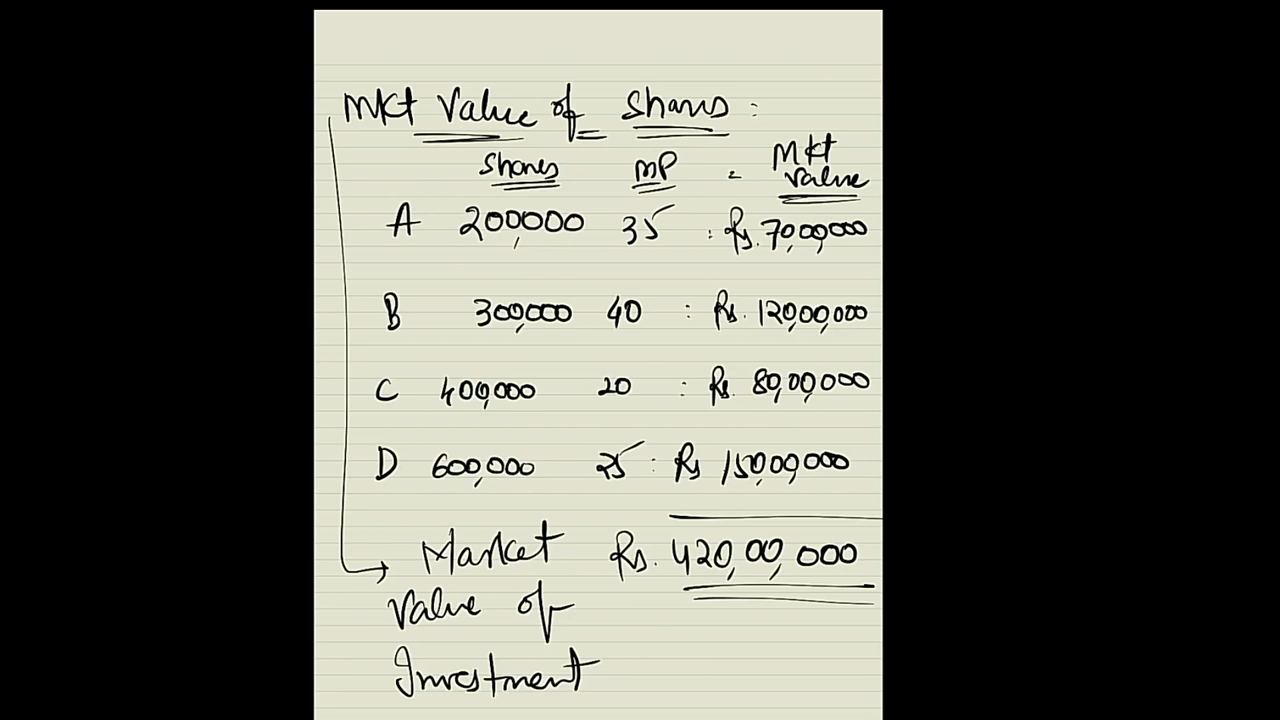 Mkt Value of Shares :
Shares MP = Mkt Value
A 200,000 35 : Rs. 70,00,000
B 300,000 40 : Rs. 120,00,000
C 400,000 20 : Rs. 80,00,000
D 600,000 25 : Rs 150,00,000
Market Rs. 420,00,000
Value of
Investment